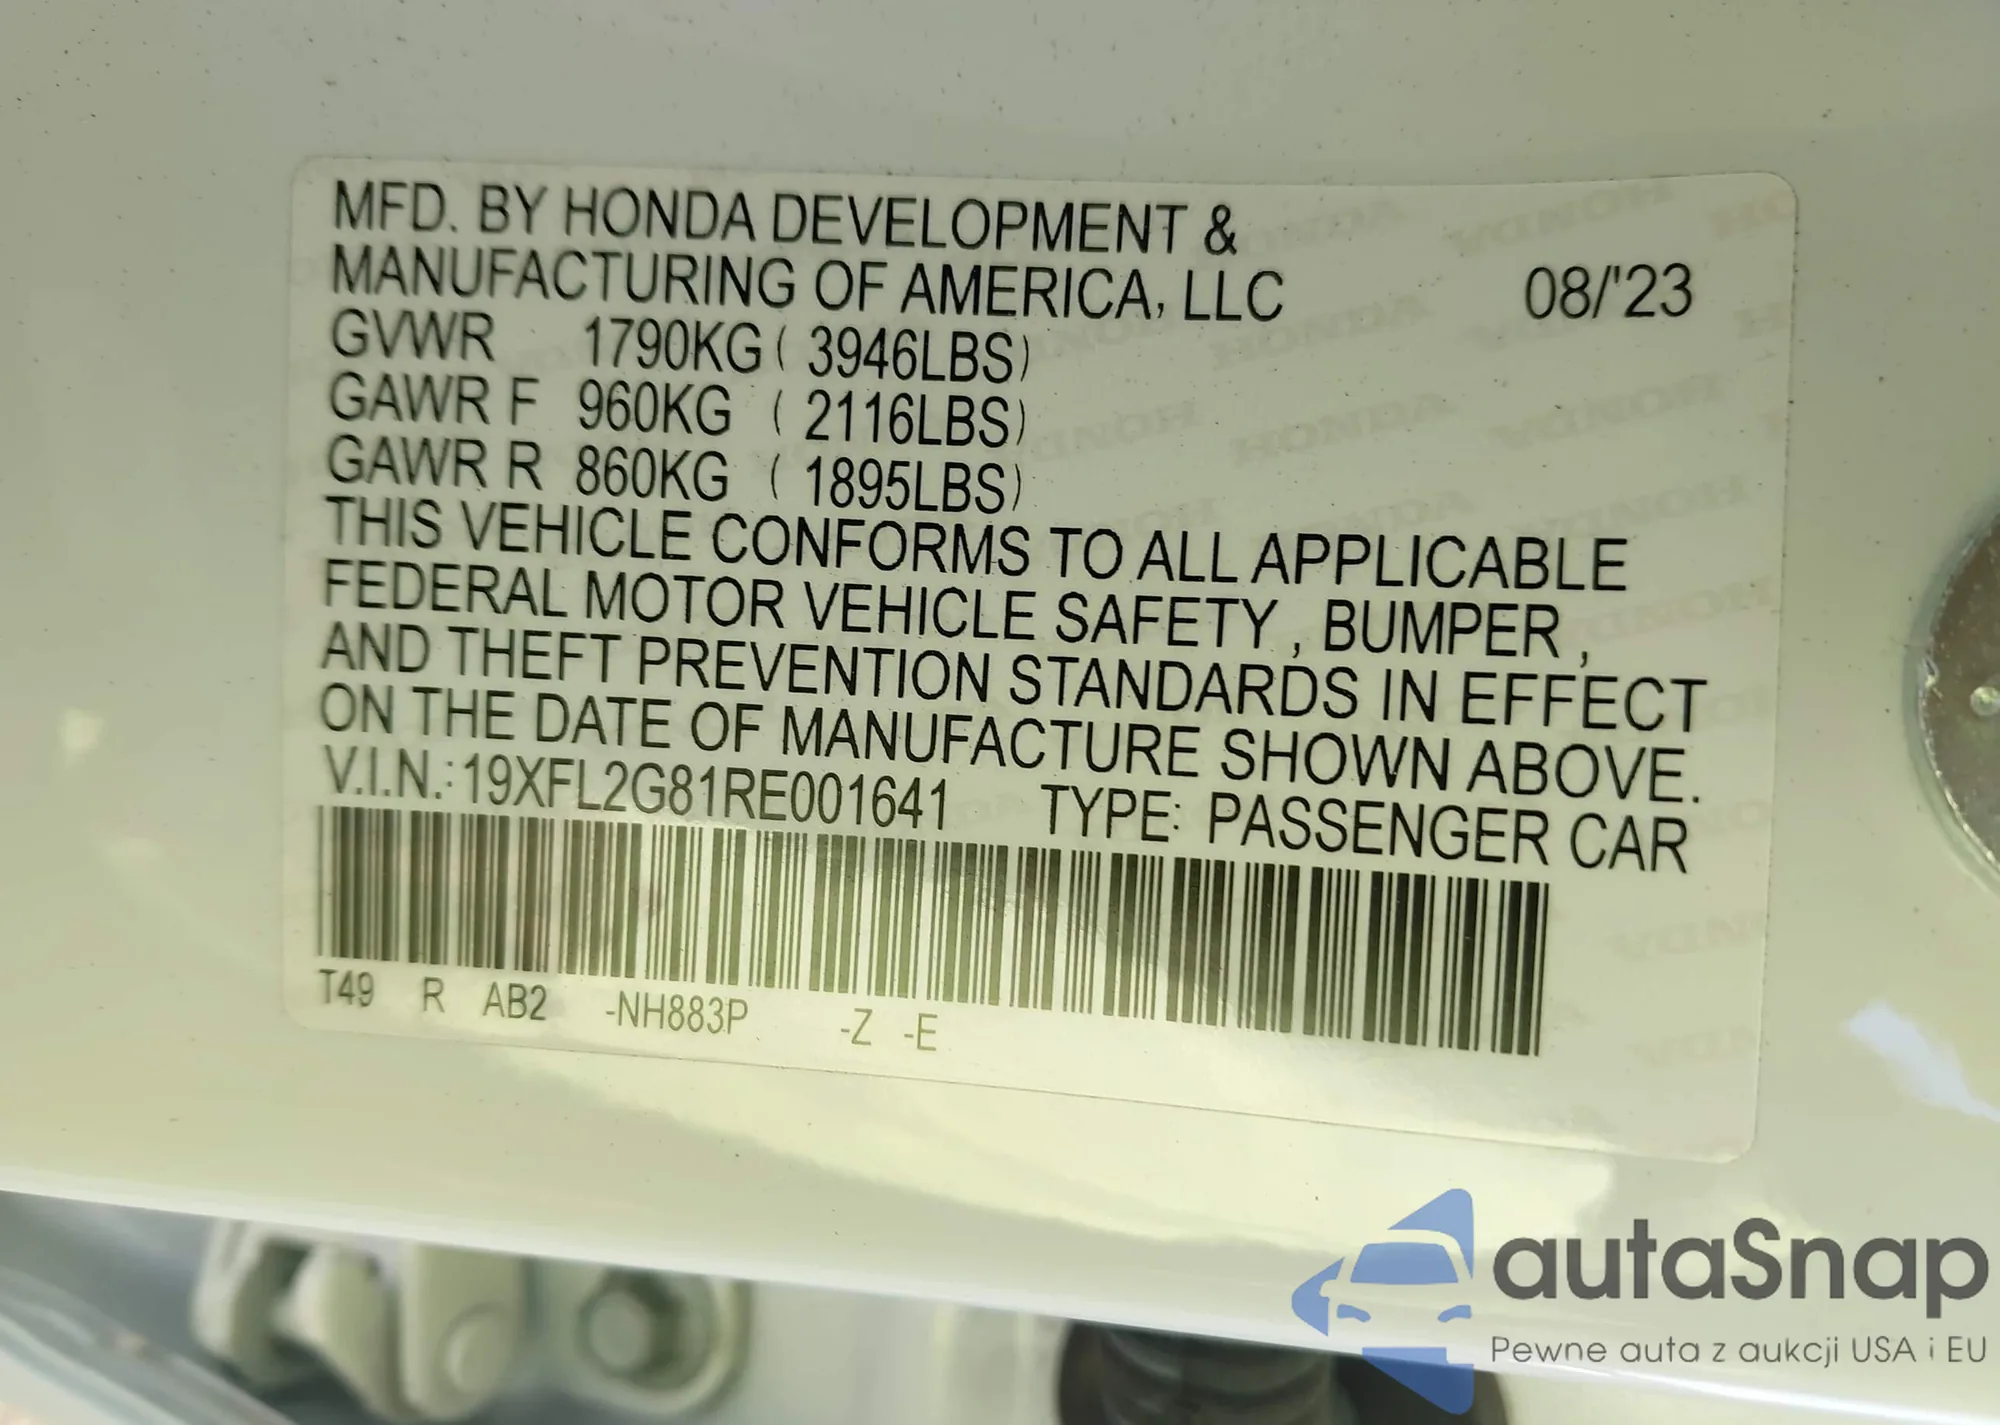 MFD. BY HONDA DEVELOPMENT &
MANUFACTURING OF AMERICA, LLC 08/'23
GVWR 1790KG ( 3946LBS)
GAWR F 960KG ( 2116LBS)
GAWR R 860KG ( 1895LBS)
THIS VEHICLE CONFORMS TO ALL APPLICABLE
FEDERAL MOTOR VEHICLE SAFETY , BUMPER ,
AND THEFT PREVENTION STANDARDS IN EFFECT
ON THE DATE OF MANUFACTURE SHOWN ABOVE.
V.I.N.: 19XFL2G81RE001641 TYPE: PASSENGER CAR
T49 R AB2 -NH883P -Z -E
autaSnap
Pewne auta z aukcji USA i EU